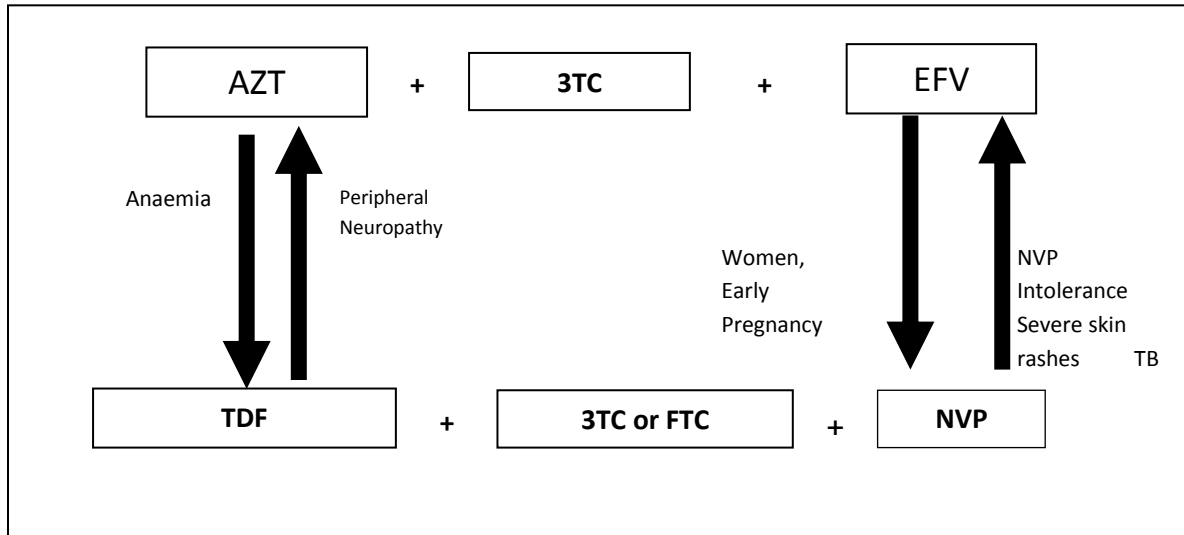 AZT + 3TC + EFV
Anaemia
Peripheral
Neuropathy
Women,
Early
Pregnancy
NVP
Intolerance
Severe skin
rashes TB
TDF + 3TC or FTC + NVP